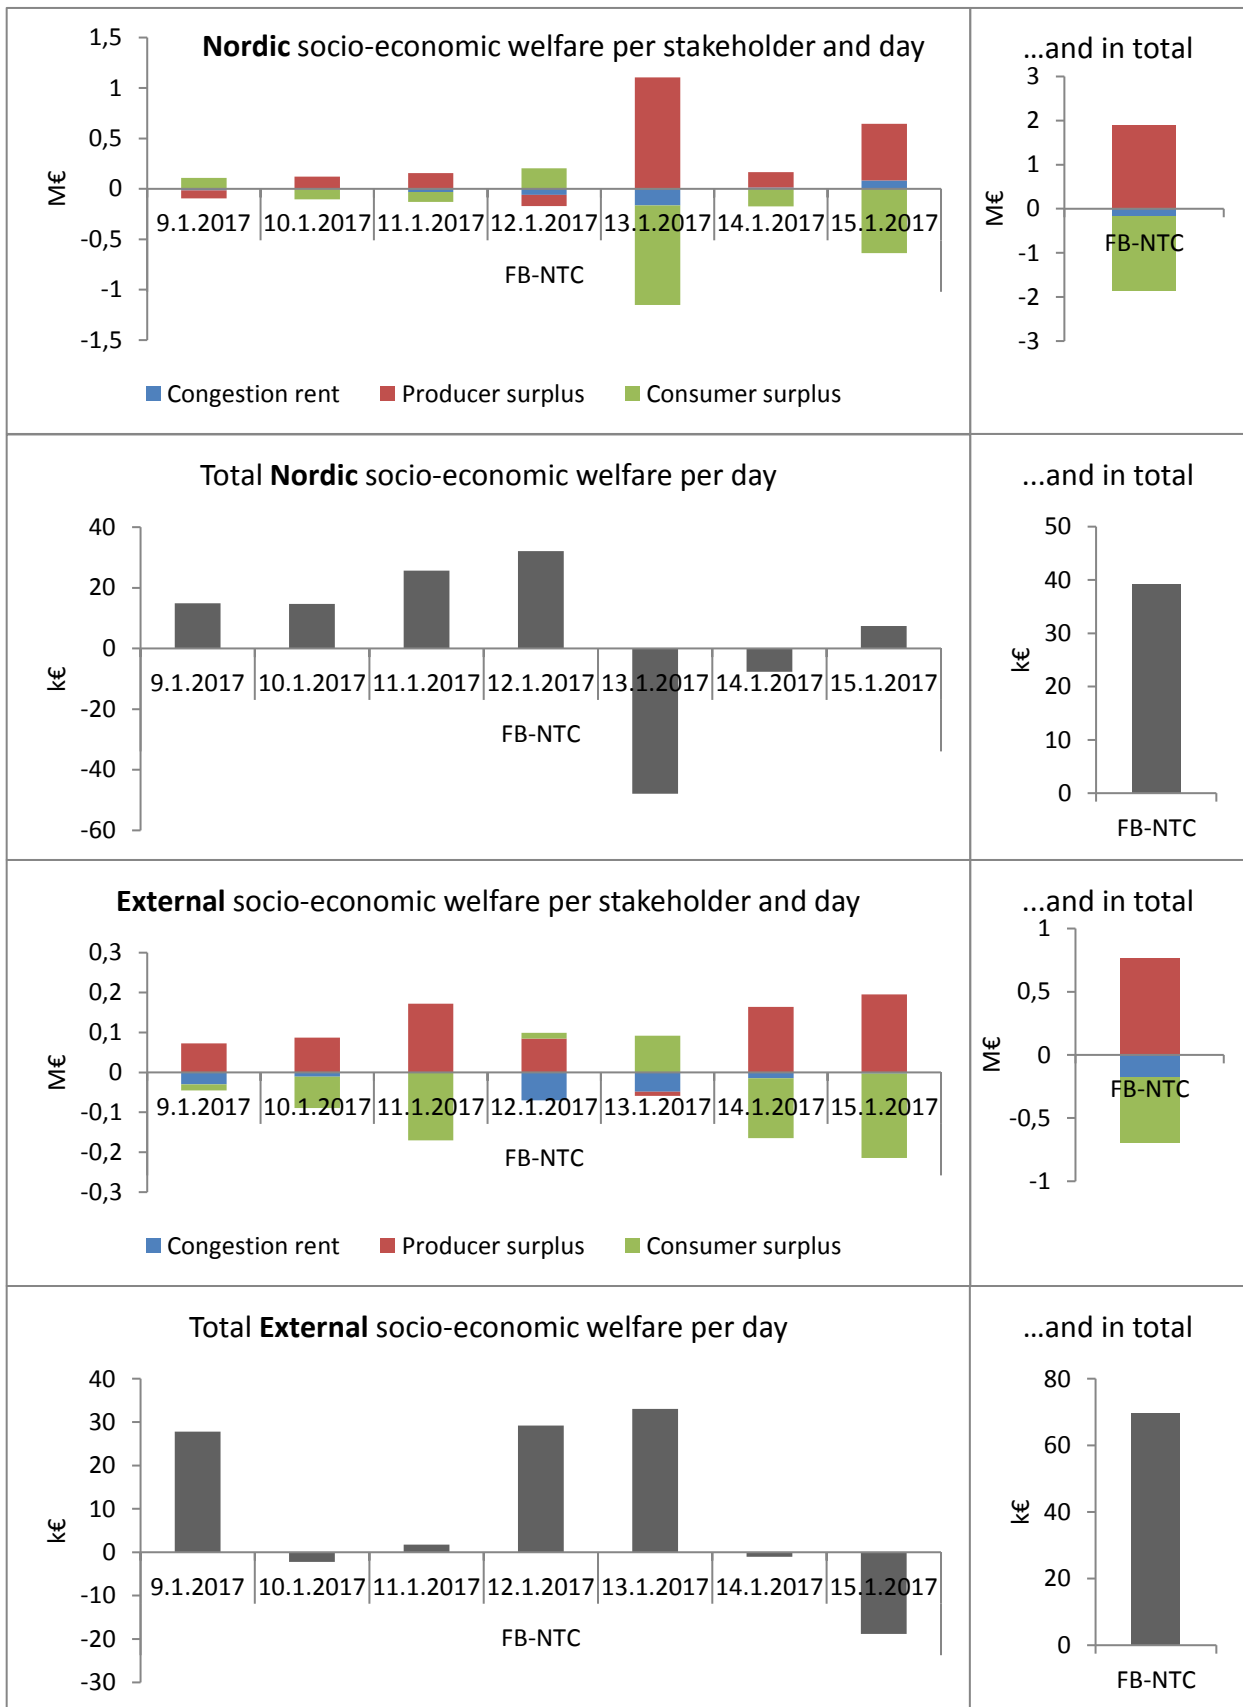 Nordic socio-economic welfare per stakeholder and day
1,5
1
0,5
0
-0,5
-1
-1,5
M€
9.1.2017 10.1.2017 11.1.2017 12.1.2017 13.1.2017 14.1.2017 15.1.2017
FB-NTC
Congestion rent Producer surplus Consumer surplus
...and in total
3
2
1
0
-1
-2
-3
M€
FB-NTC
Total Nordic socio-economic welfare per day
40
20
0
-20
-40
-60
k€
9.1.2017 10.1.2017 11.1.2017 12.1.2017 13.1.2017 14.1.2017 15.1.2017
FB-NTC
...and in total
50
40
30
20
10
0
k€
FB-NTC
External socio-economic welfare per stakeholder and day
0,3
0,2
0,1
0
-0,1
-0,2
-0,3
M€
9.1.2017 10.1.2017 11.1.2017 12.1.2017 13.1.2017 14.1.2017 15.1.2017
FB-NTC
Congestion rent Producer surplus Consumer surplus
...and in total
1
0,5
0
-0,5
-1
M€
FB-NTC
Total External socio-economic welfare per day
40
30
20
10
0
-10
-20
-30
k€
9.1.2017 10.1.2017 11.1.2017 12.1.2017 13.1.2017 14.1.2017 15.1.2017
FB-NTC
...and in total
80
60
40
20
0
k€
FB-NTC